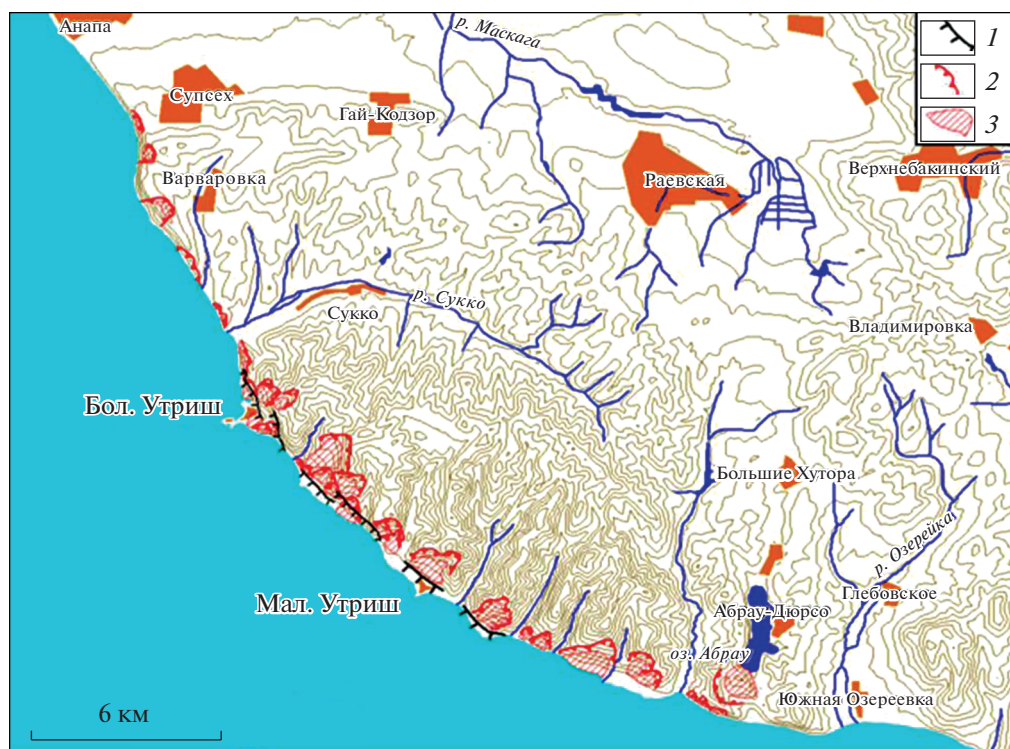 Анапа
р. Маскага
1
2
3
Супсех
Гай-Кодзор
Варваровка
Раевская
Верхнебакинский
р. Сукко
Сукко
Владимировка
Бол. Утриш
Большие Хутора
р. Озерейка
Мал. Утриш
Абрау-Дюрсо
Глебовское
оз. Абрау
Южная Озереевка
6 км